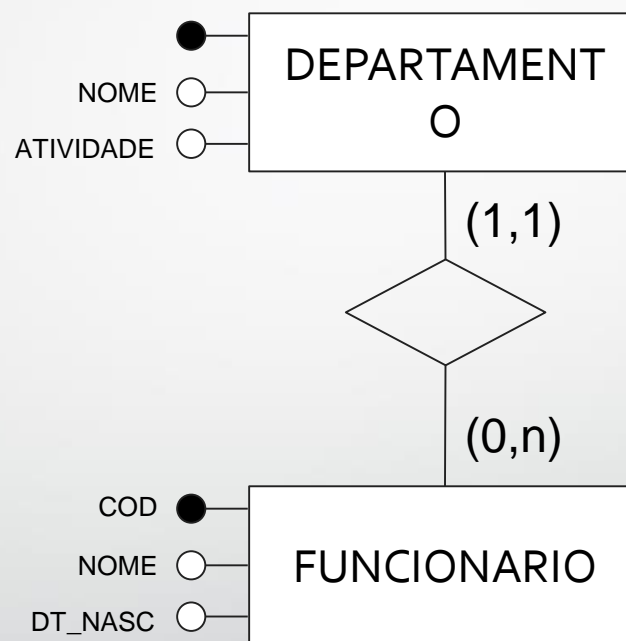 DEPARTAMENT
O
NOME
ATIVIDADE
(1,1)
(0,n)
COD
NOME
FUNCIONARIO
DT_NASC